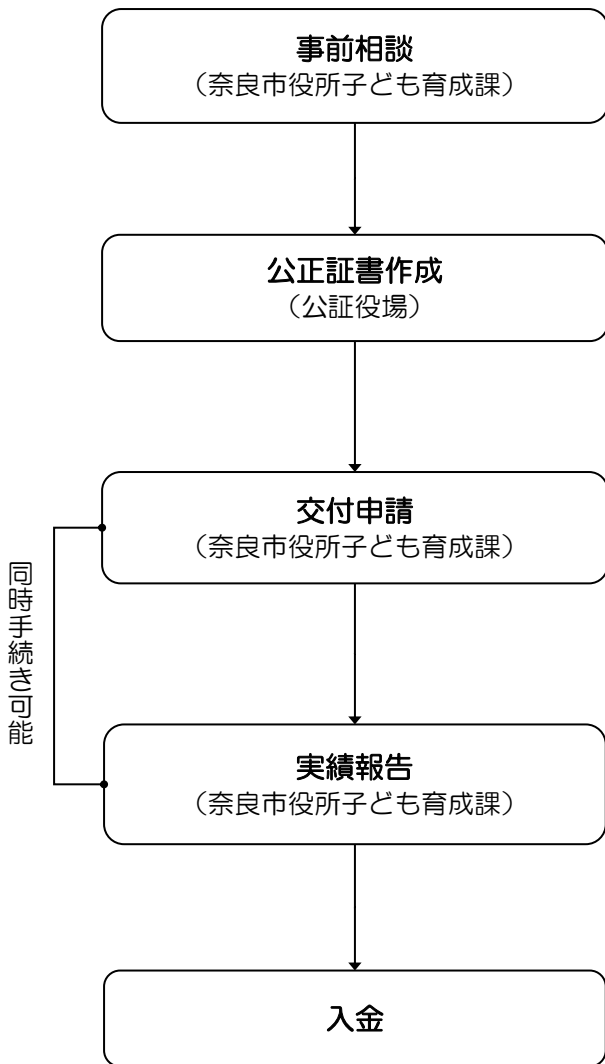 事前相談
（奈良市役所子ども育成課）
公正証書作成
（公証役場）
交付申請
（奈良市役所子ども育成課）
同時手続き可能
実績報告
（奈良市役所子ども育成課）
入金